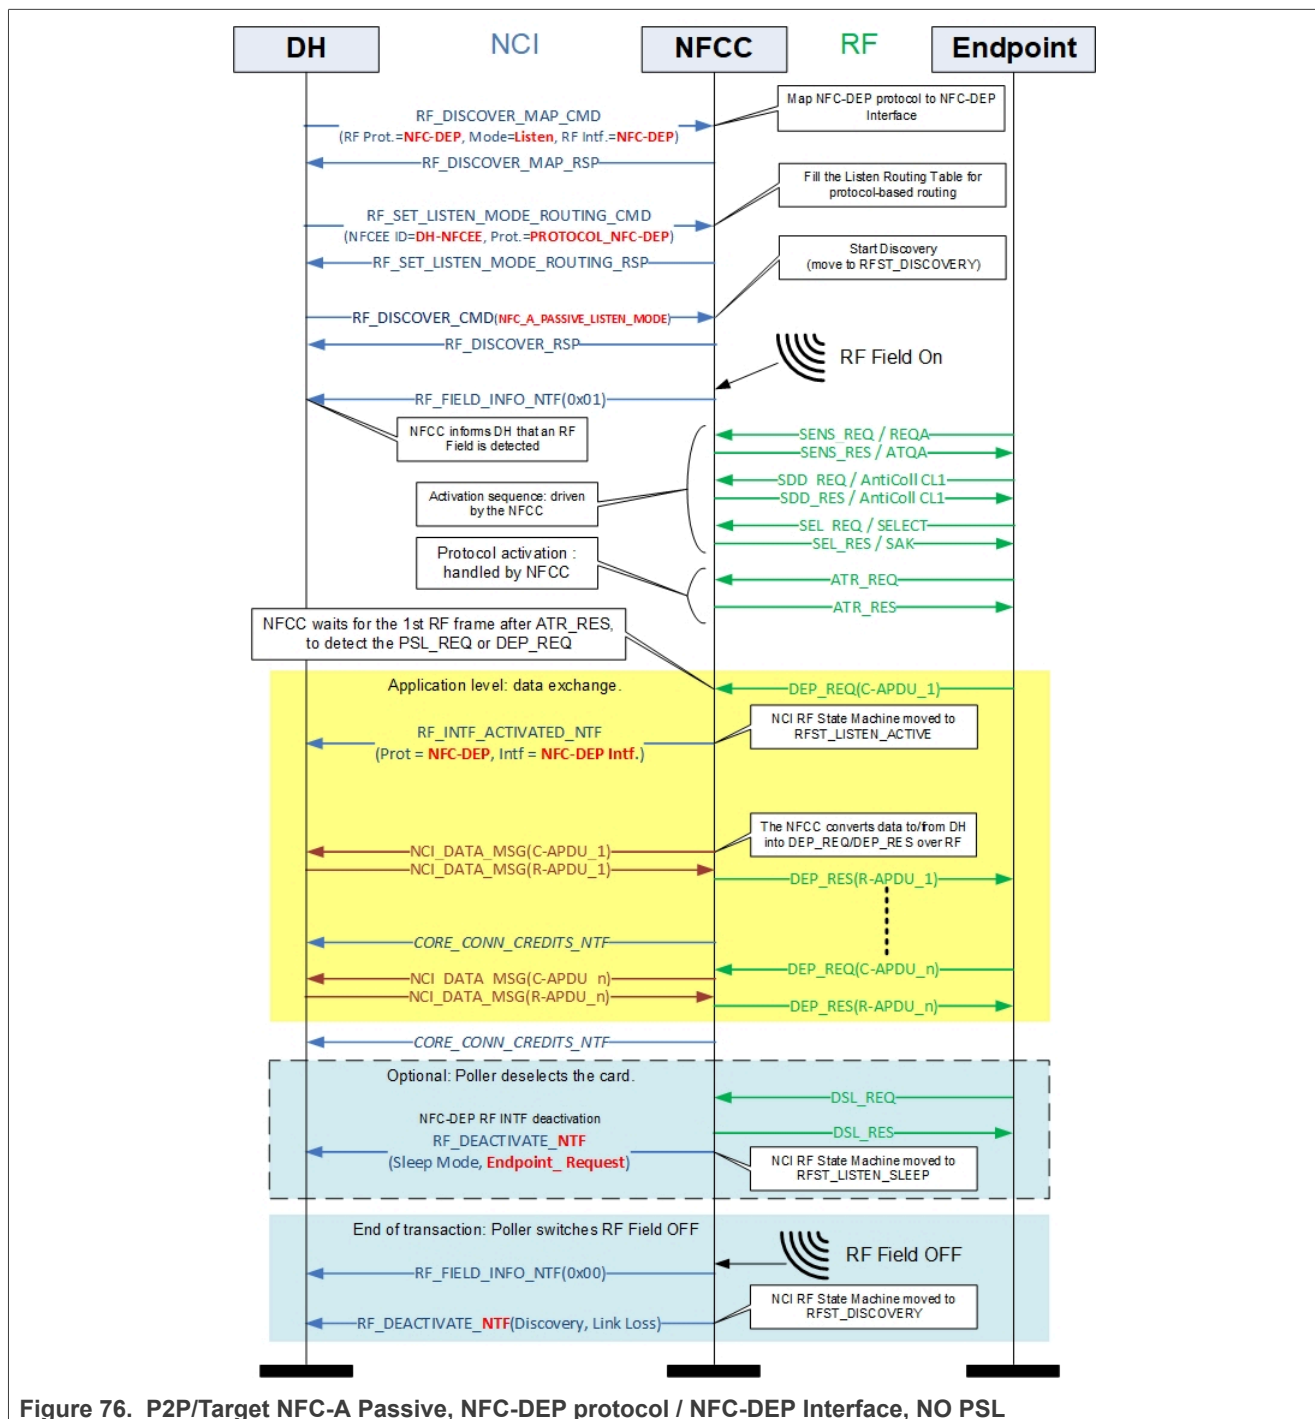 DH NCI NFCC RF Endpoint
RF_DISCOVER_MAP_CMD
(RF Prot.=NFC-DEP, Mode=Listen, RF Intf.=NFC-DEP)
Map NFC-DEP protocol to NFC-DEP
Interface
RF_DISCOVER_MAP_RSP
Fill the Listen Routing Table for
protocol-based routing
RF_SET_LISTEN_MODE_ROUTING_CMD
(NFCEE ID=DH-NFCEE, Prot.=PROTOCOL_NFC-DEP)
RF_SET_LISTEN_MODE_ROUTING_RSP
Start Discovery
(move to RFST_DISCOVERY)
RF_DISCOVER_CMD(NFC_A_PASSIVE_LISTEN_MODE)
RF_DISCOVER_RSP
RF Field On
RF_FIELD_INFO_NTF(0x01)
NFCC informs DH that an RF
Field is detected
SENS_REQ / REQA
SENS_RES / ATQA
SDD_REQ / AntiColl CL1
SDD_RES / AntiColl CL1
Activation sequence: driven
by the NFCC
SEL_REQ / SELECT
SEL_RES / SAK
Protocol activation :
handled by NFCC
ATR_REQ
ATR_RES
NFCC waits for the 1st RF frame after ATR_RES,
to detect the PSL_REQ or DEP_REQ
Application level: data exchange.
DEP_REQ(C-APDU_1)
NCI RF State Machine moved to
RFST_LISTEN_ACTIVE
RF_INTF_ACTIVATED_NTF
(Prot = NFC-DEP, Intf = NFC-DEP Intf.)
The NFCC converts data to/from DH
into DEP_REQ/DEP_RES over RF
NCI_DATA_MSG(C-APDU_1)
NCI_DATA_MSG(R-APDU_1)
DEP_RES(R-APDU_1)
CORE_CONN_CREDITS_NTF
DEP_REQ(C-APDU_n)
NCI_DATA_MSG(C-APDU_n)
NCI_DATA_MSG(R-APDU_n)
DEP_RES(R-APDU_n)
CORE_CONN_CREDITS_NTF
Optional: Poller deselects the card.
DSL_REQ
NFC-DEP RF INTF deactivation
DSL_RES
RF_DEACTIVATE_NTF
(Sleep Mode, Endpoint_ Request)
NCI RF State Machine moved to
RFST_LISTEN_SLEEP
End of transaction: Poller switches RF Field OFF
RF Field OFF
RF_FIELD_INFO_NTF(0x00)
NCI RF State Machine moved to
RFST_DISCOVERY
RF_DEACTIVATE_NTF(Discovery, Link Loss)
Figure 76. P2P/Target NFC-A Passive, NFC-DEP protocol / NFC-DEP Interface, NO PSL